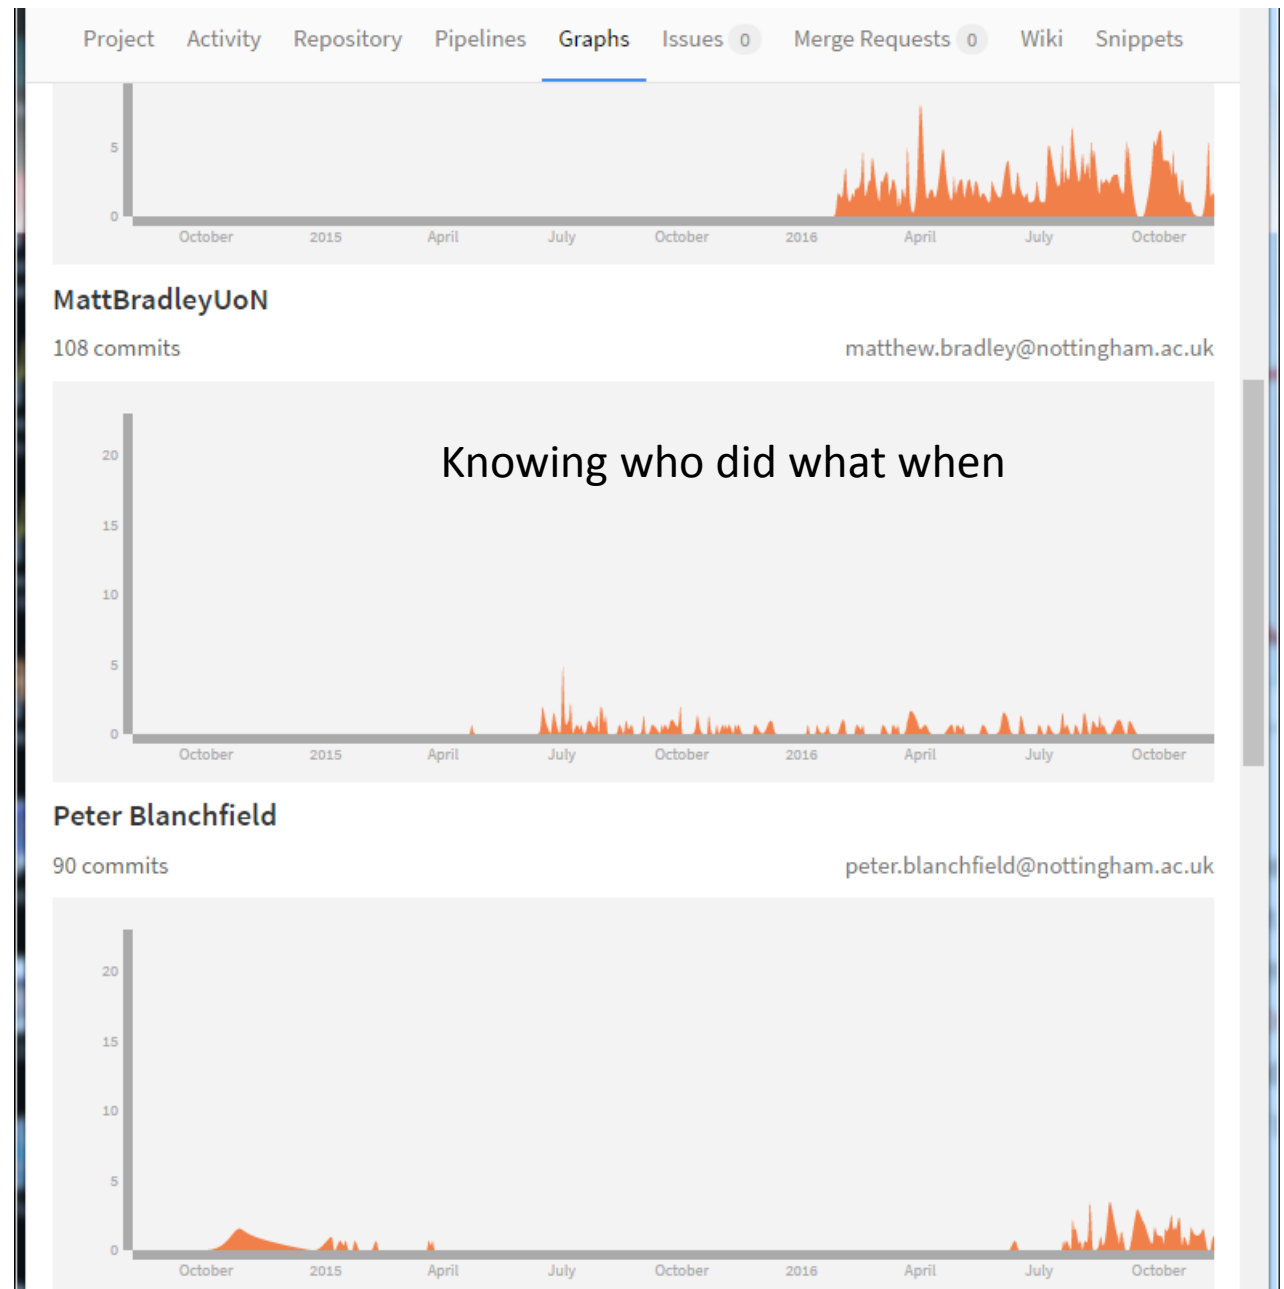 Project Activity Repository Pipelines Graphs Issues 0 Merge Requests 0 Wiki Snippets
5
0
October 2015 April July October 2016 April July October
MattBradleyUoN
108 commits matthew.bradley@nottingham.ac.uk
Knowing who did what when
20
15
10
5
0
October 2015 April July October 2016 April July October
Peter Blanchfield
90 commits peter.blanchfield@nottingham.ac.uk
20
15
10
5
0
October 2015 April July October 2016 April July October